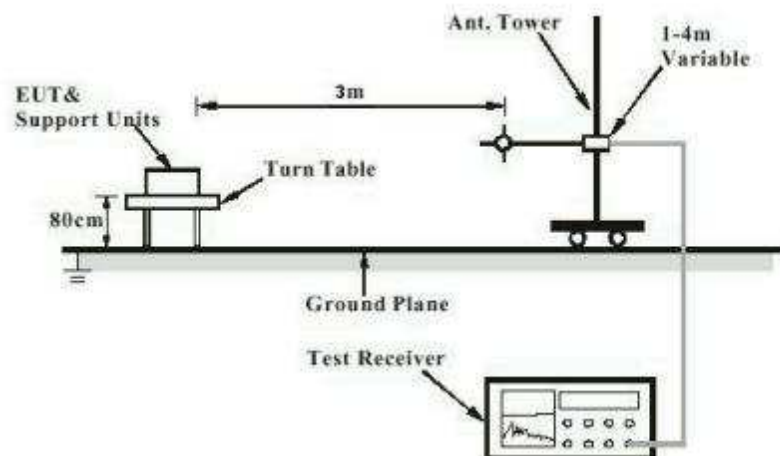 Ant. Tower
1-4m
Variable
3m
EUT&
Support Units
Turn Table
80cm
Ground Plane
Test Receiver